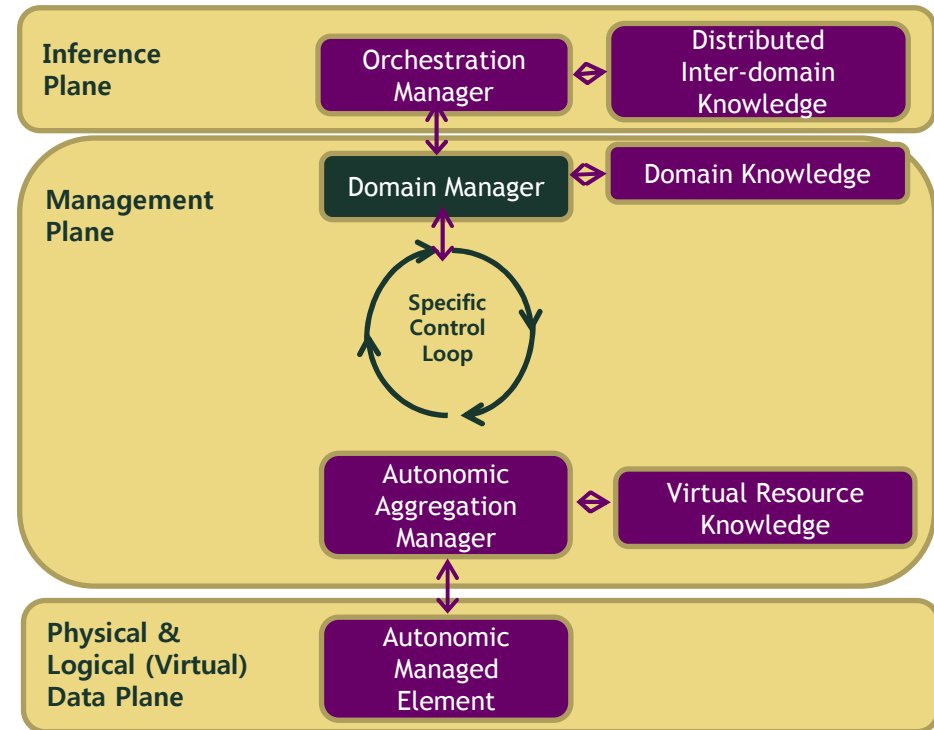 Inference
Plane
Orchestration
Manager
Distributed
Inter-domain
Knowledge
Management
Plane
Domain Manager
Domain Knowledge
Specific
Control
Loop
Autonomic
Aggregation
Manager
Virtual Resource
Knowledge
Physical &
Logical (Virtual)
Data Plane
Autonomic
Managed
Element